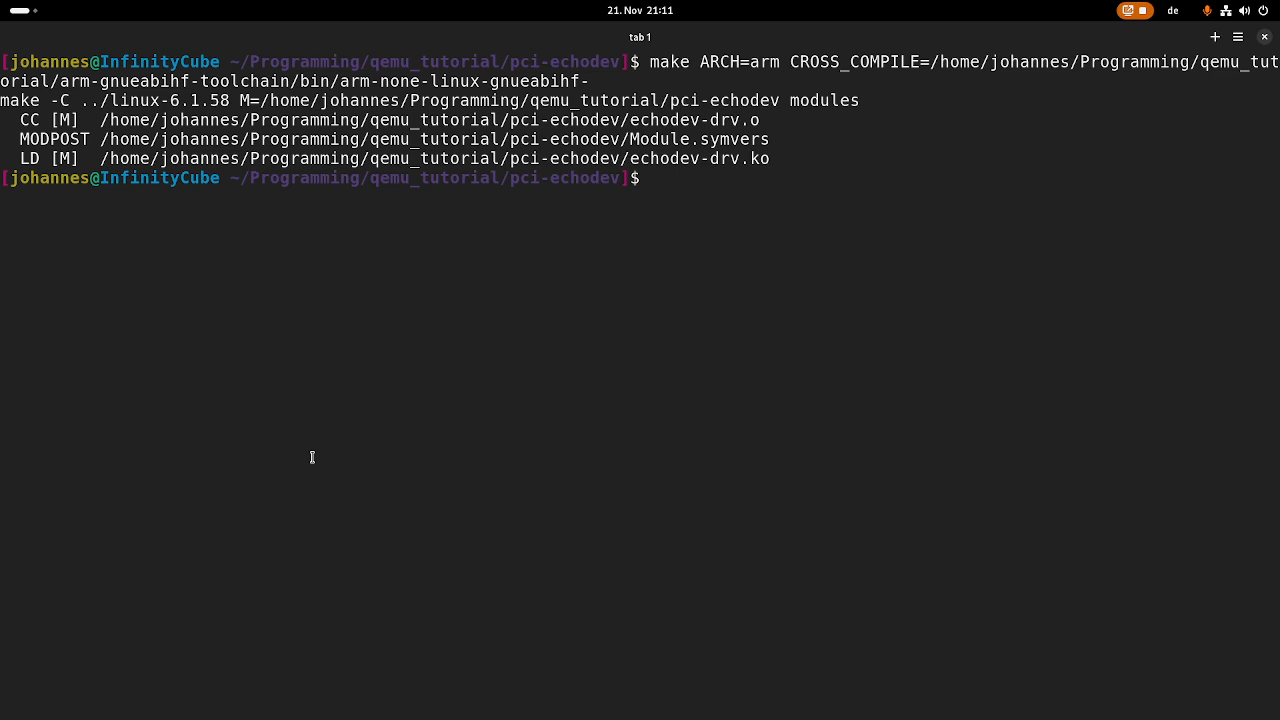 21. Nov 21:11
de
tab 1
[johannes@InfinityCube ~/Programming/qemu_tutorial/pci-echodev]$ make ARCH=arm CROSS_COMPILE=/home/johannes/Programming/qemu_tut
orial/arm-gnueabihf-toolchain/bin/arm-none-linux-gnueabihf-
make -C ../linux-6.1.58 M=/home/johannes/Programming/qemu_tutorial/pci-echodev modules
CC [M]  /home/johannes/Programming/qemu_tutorial/pci-echodev/echodev-drv.o
MODPOST /home/johannes/Programming/qemu_tutorial/pci-echodev/Module.symvers
LD [M]  /home/johannes/Programming/qemu_tutorial/pci-echodev/echodev-drv.ko
[johannes@InfinityCube ~/Programming/qemu_tutorial/pci-echodev]$